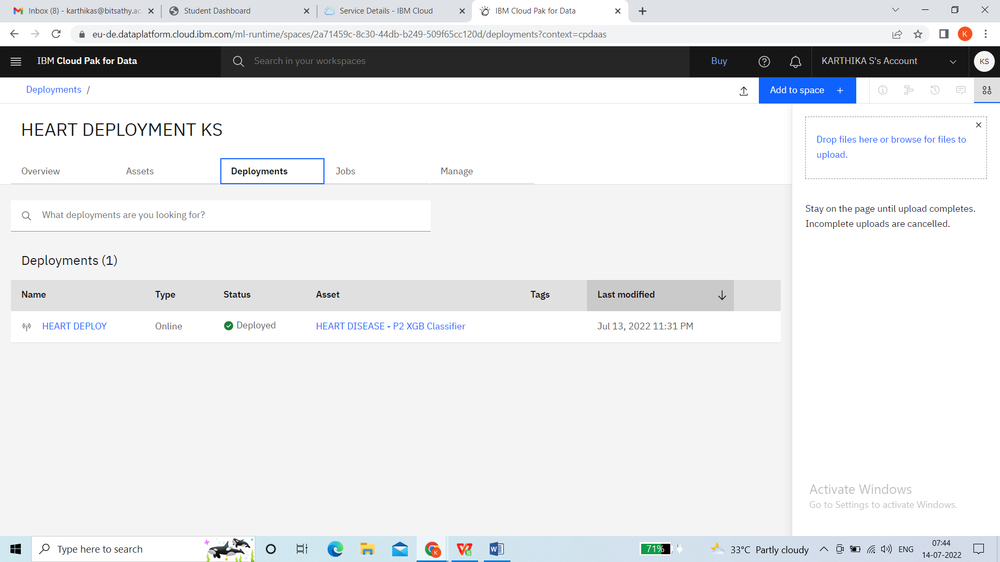 Inbox (8) - karthikas@bitsathy.ac.
Student Dashboard
Service Details - IBM Cloud
IBM Cloud Pak for Data
eu-de.dataplatform.cloud.ibm.com/ml-runtime/spaces/2a71459c-8c30-44db-b249-509f65cc120d/deployments?context=cpdaas
K
IBM Cloud Pak for Data
Search in your workspaces
Buy
KARTHIKA S's Account
KS
Deployments /
Add to space +
HEART DEPLOYMENT KS
Drop files here or browse for files to
upload.
Overview
Assets
Deployments
Jobs
Manage
Stay on the page until upload completes.
Incomplete uploads are cancelled.
What deployments are you looking for?
Deployments (1)
Name Type Status Asset Tags Last modified
HEART DEPLOY Online Deployed HEART DISEASE - P2 XGB Classifier Jul 13, 2022 11:31 PM
Activate Windows
Go to Settings to activate Windows.
Type here to search
71%
33°C Partly cloudy
ENG
07:44
14-07-2022